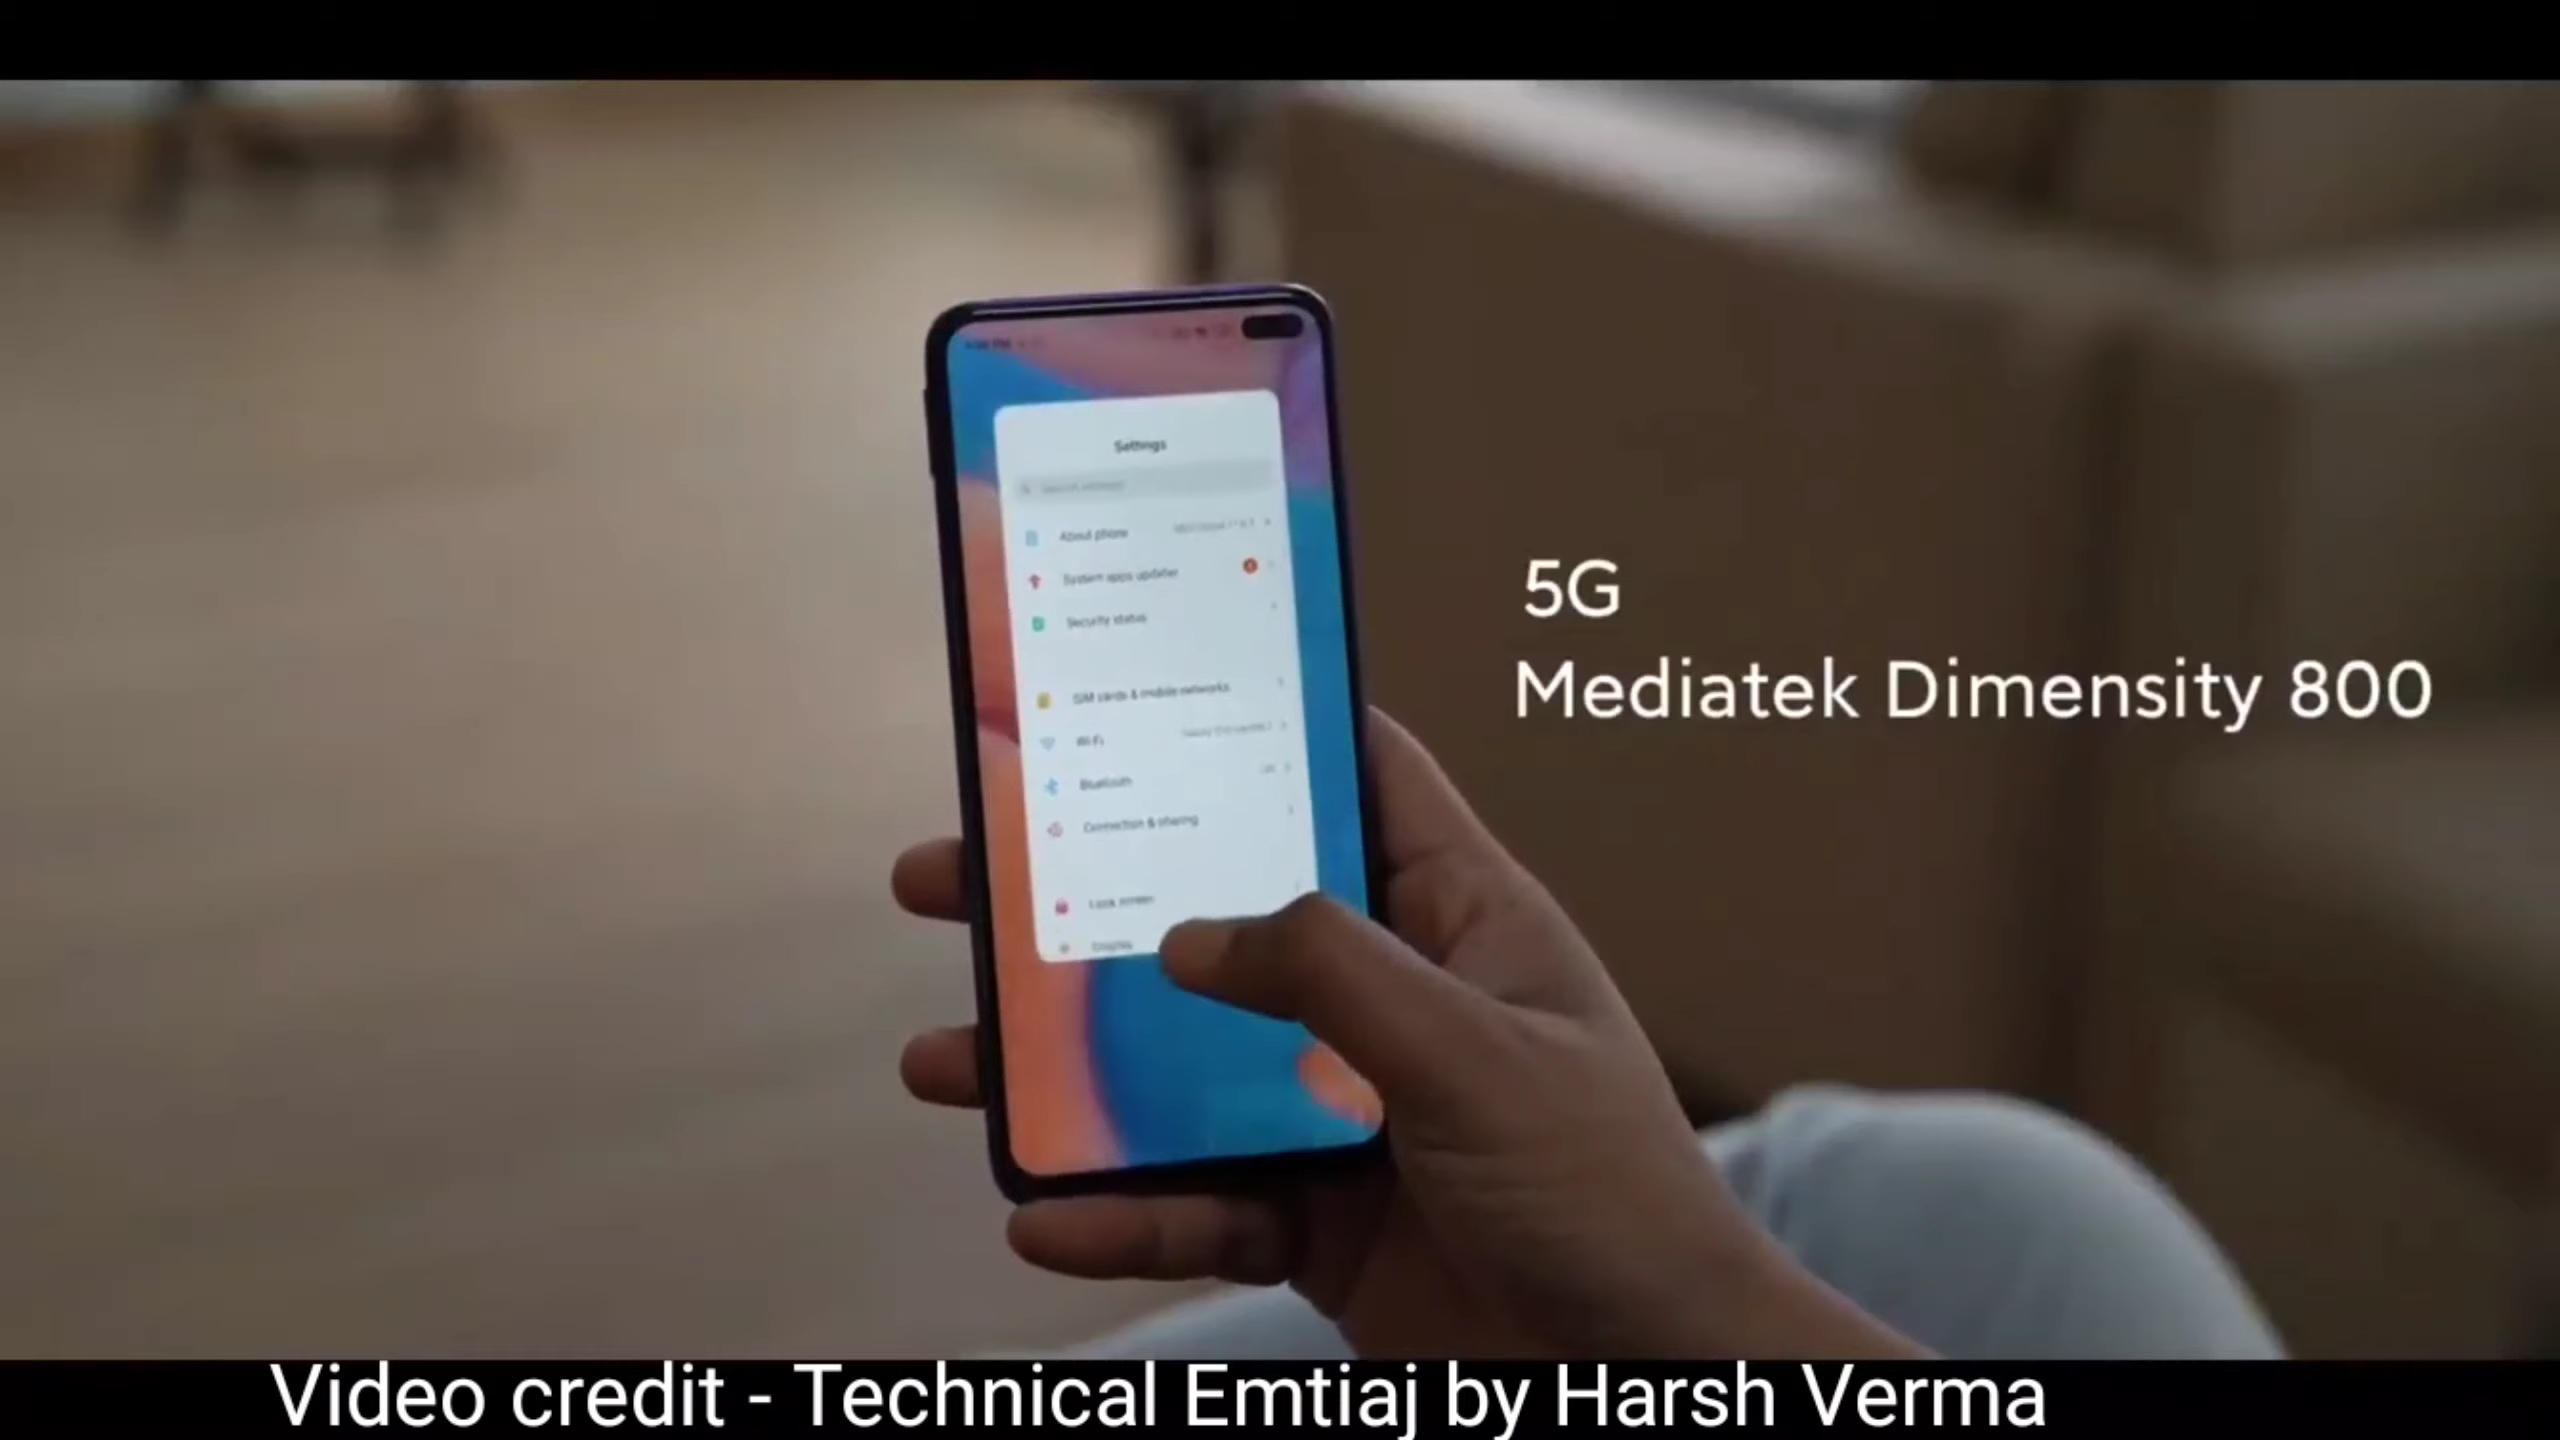 Settings
About phone
System apps updater
Security status
SIM cards & mobile networks
Wi-Fi
Bluetooth
Connection & sharing
Lock screen
Display
5G
Mediatek Dimensity 800
Video credit - Technical Emtiaj by Harsh Verma